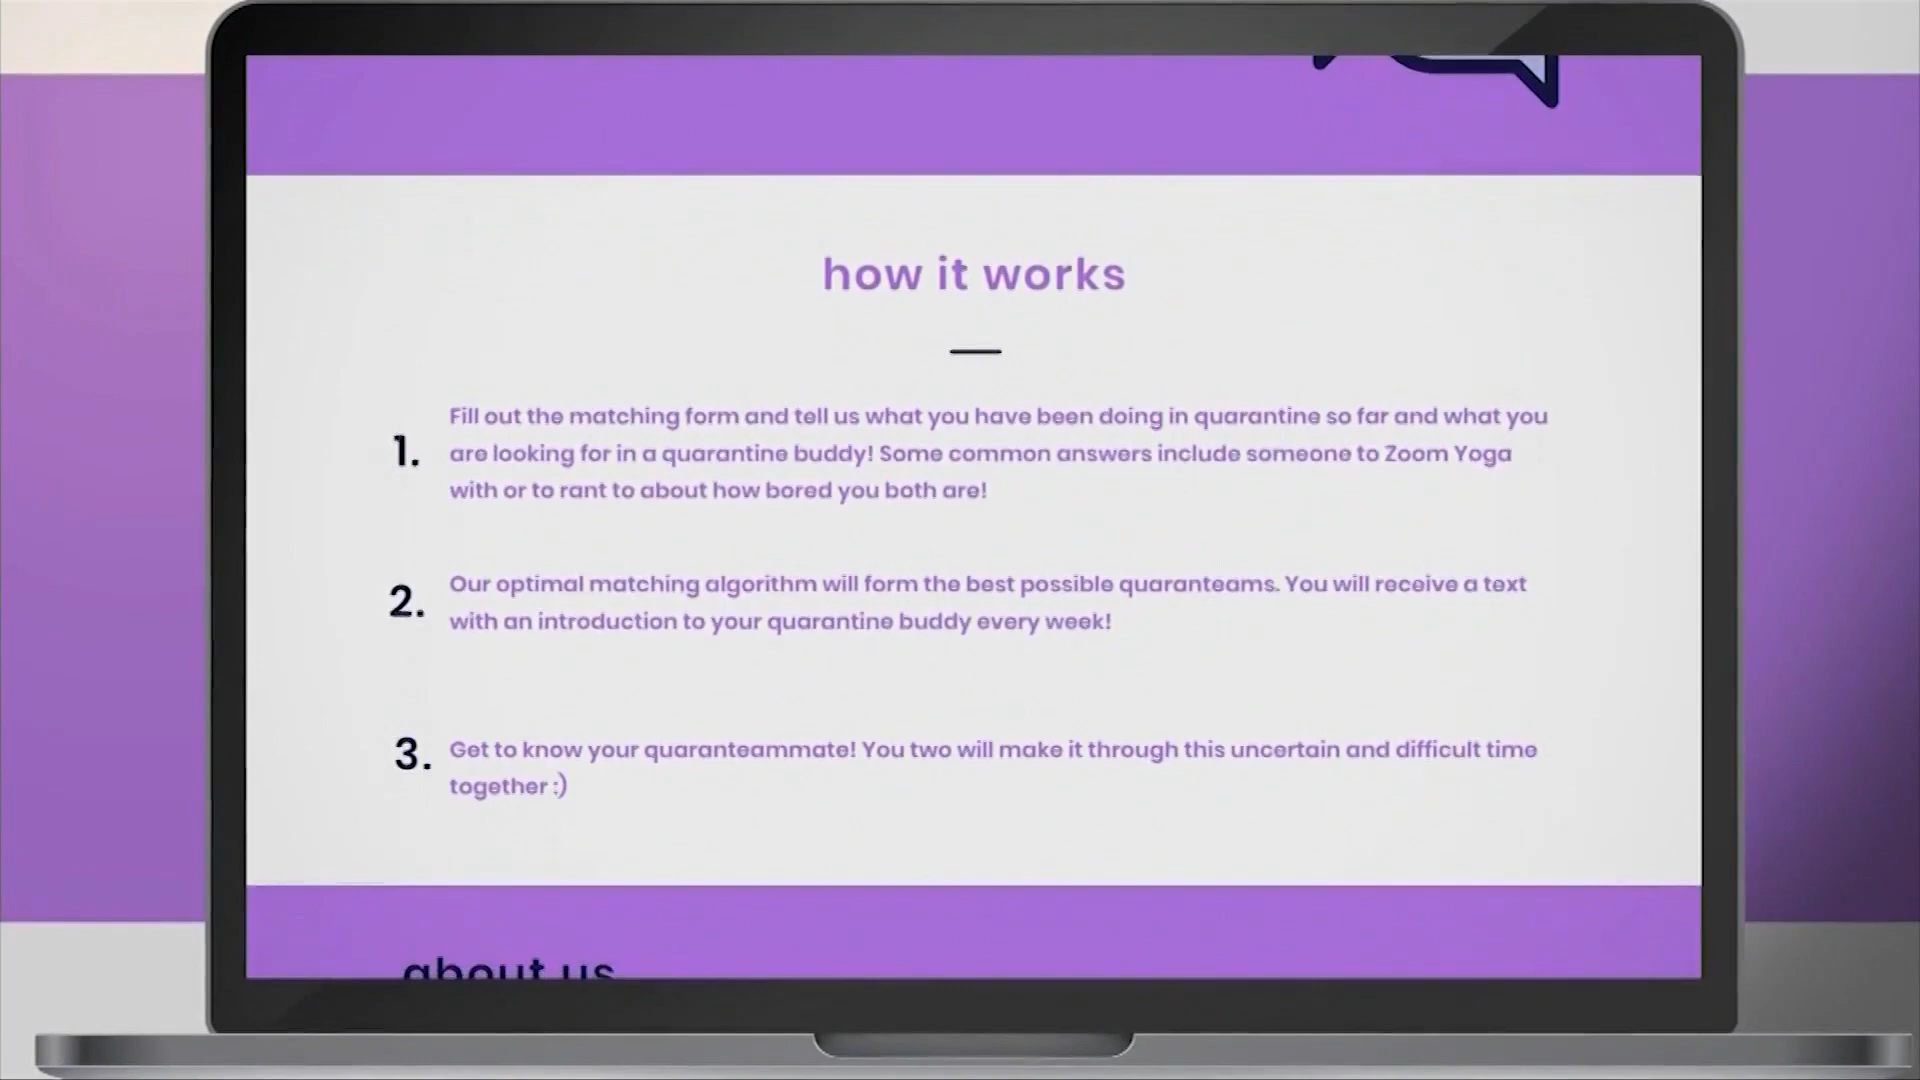 how it works
1.
Fill out the matching form and tell us what you have been doing in quarantine so far and what you
are looking for in a quarantine buddy! Some common answers include someone to Zoom Yoga
with or to rant to about how bored you both are!
2.
Our optimal matching algorithm will form the best possible quaranteams. You will receive a text
with an introduction to your quarantine buddy every week!
3.
Get to know your quaranteammate! You two will make it through this uncertain and difficult time
together :)
about us